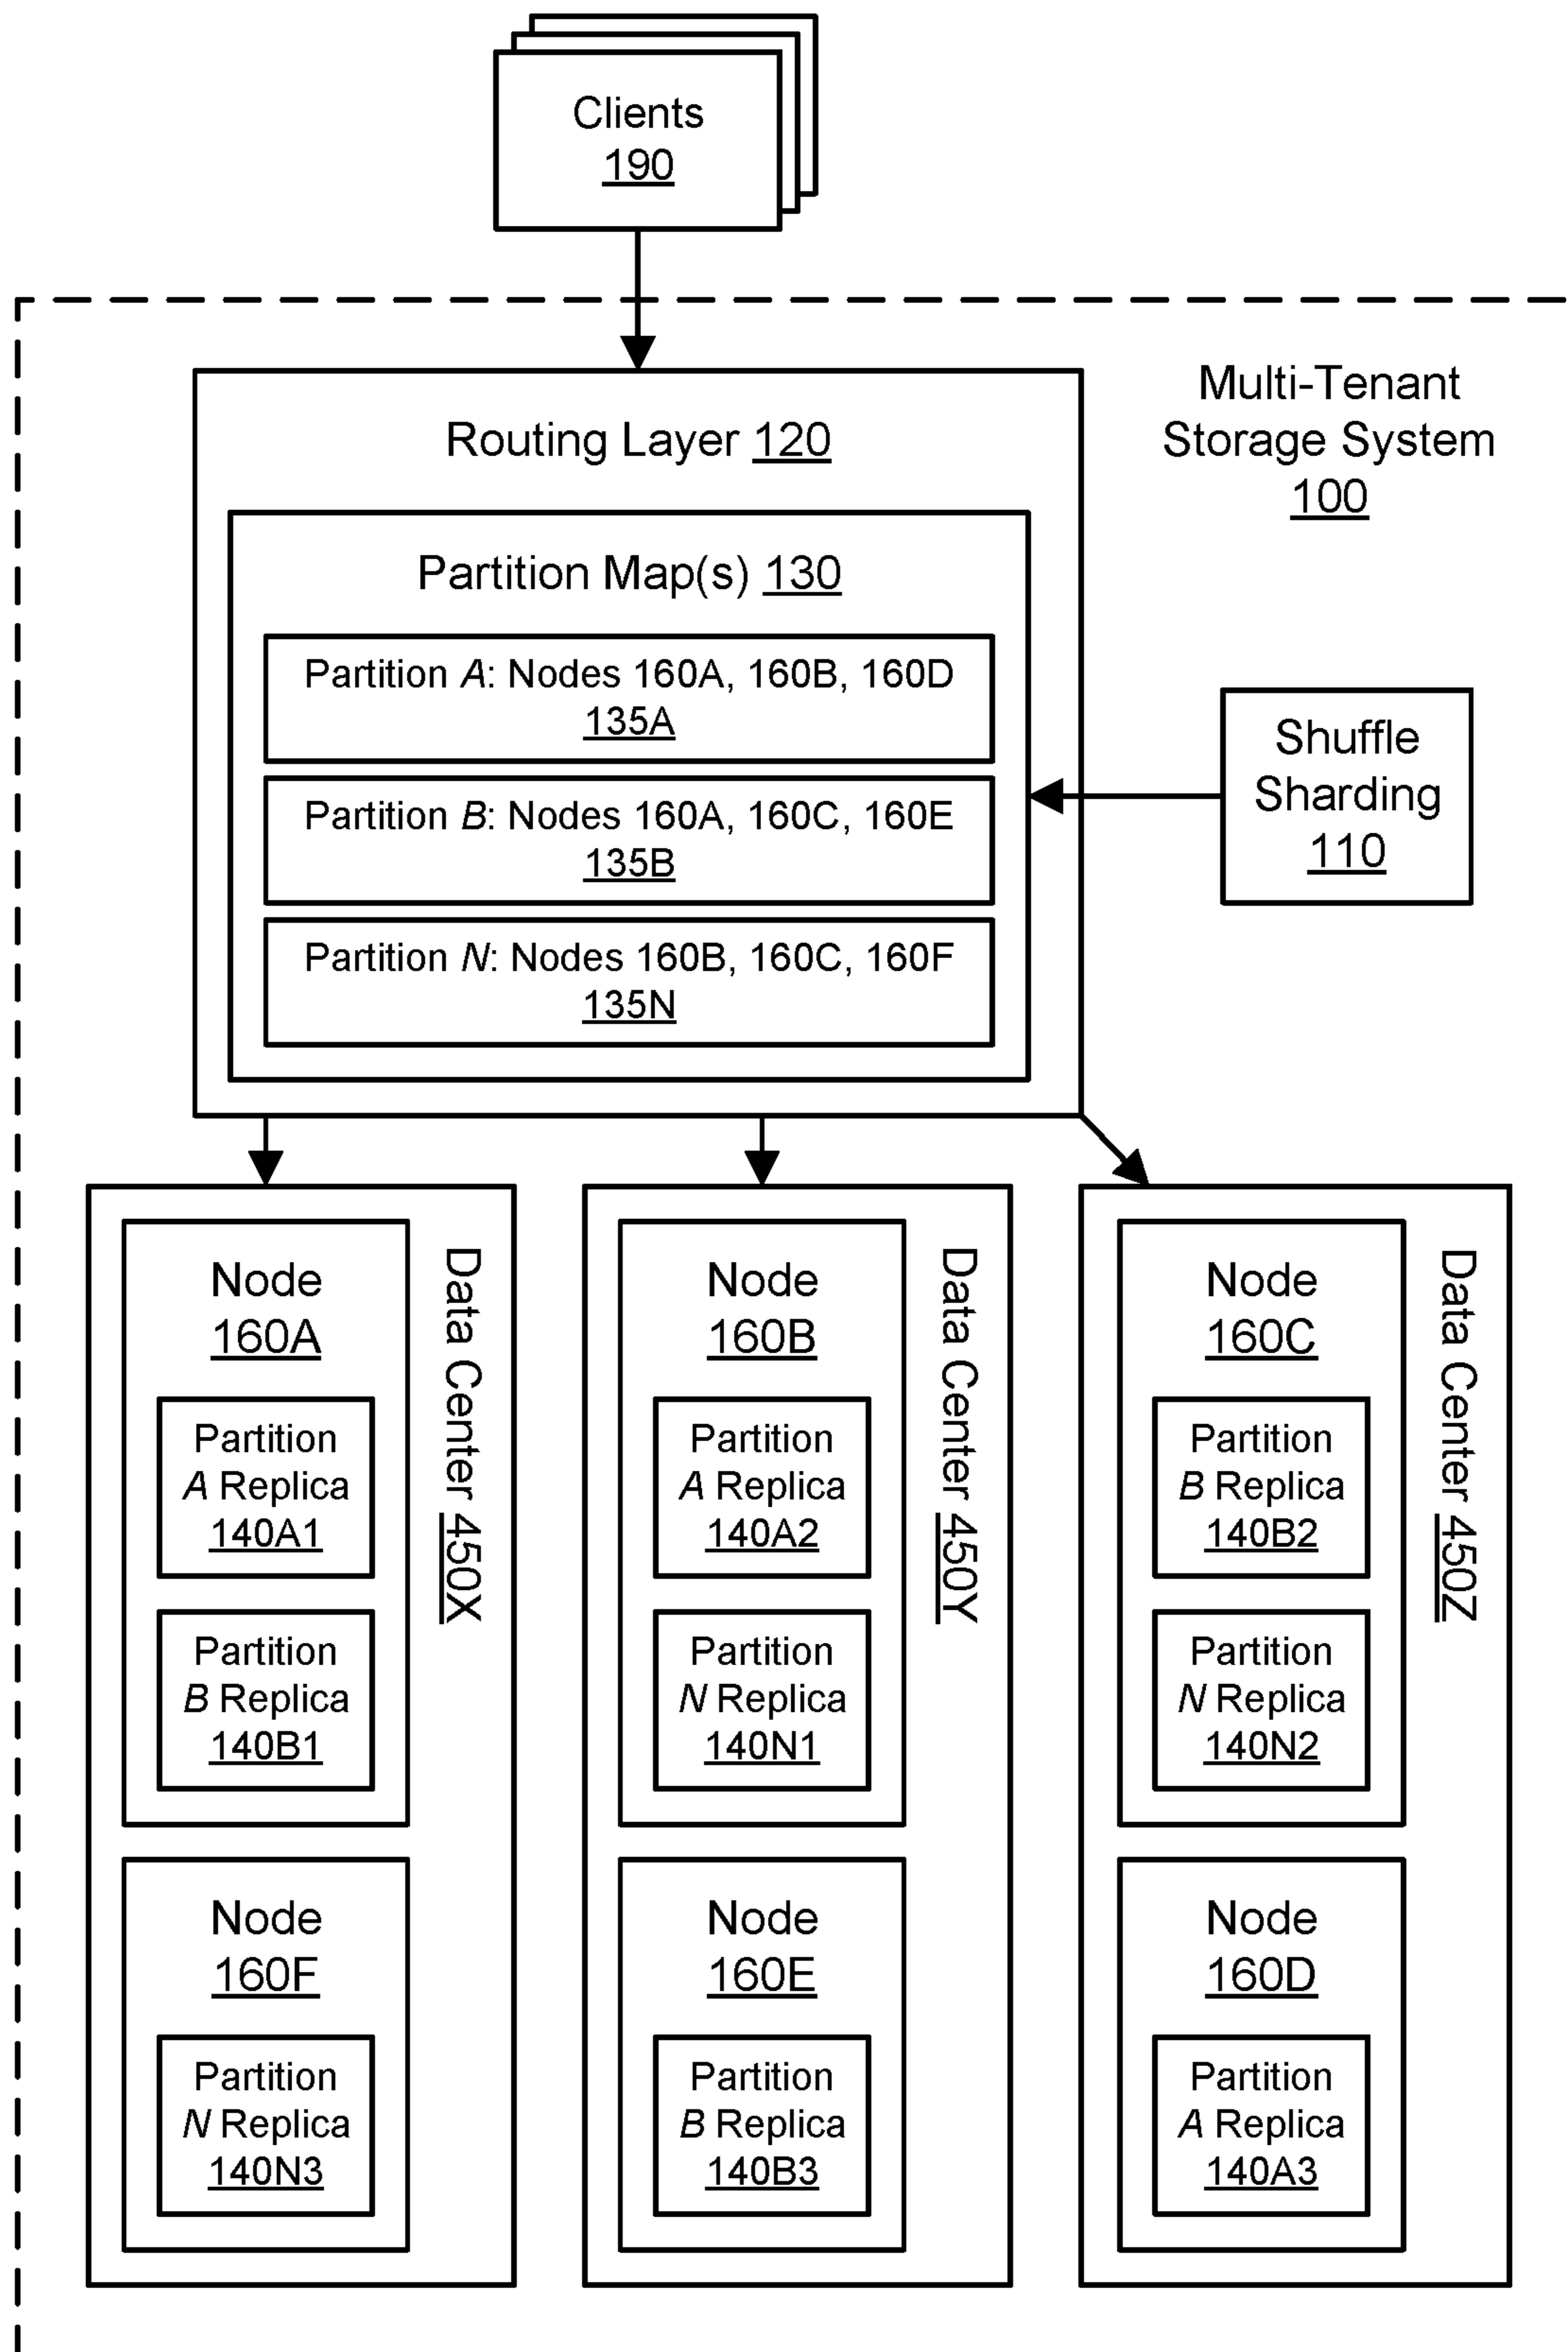 Clients
190
Multi-Tenant
Storage System
100
Routing Layer 120
Partition Map(s) 130
Partition A: Nodes 160A, 160B, 160D
135A
Partition B: Nodes 160A, 160C, 160E
135B
Partition N: Nodes 160B, 160C, 160F
135N
Shuffle
Sharding
110
Data Center 450X
Node
160A
Partition
A Replica
140A1
Partition
B Replica
140B1
Node
160F
Partition
N Replica
140N3
Data Center 450Y
Node
160B
Partition
A Replica
140A2
Partition
N Replica
140N1
Node
160E
Partition
B Replica
140B3
Data Center 450Z
Node
160C
Partition
B Replica
140B2
Partition
N Replica
140N2
Node
160D
Partition
A Replica
140A3